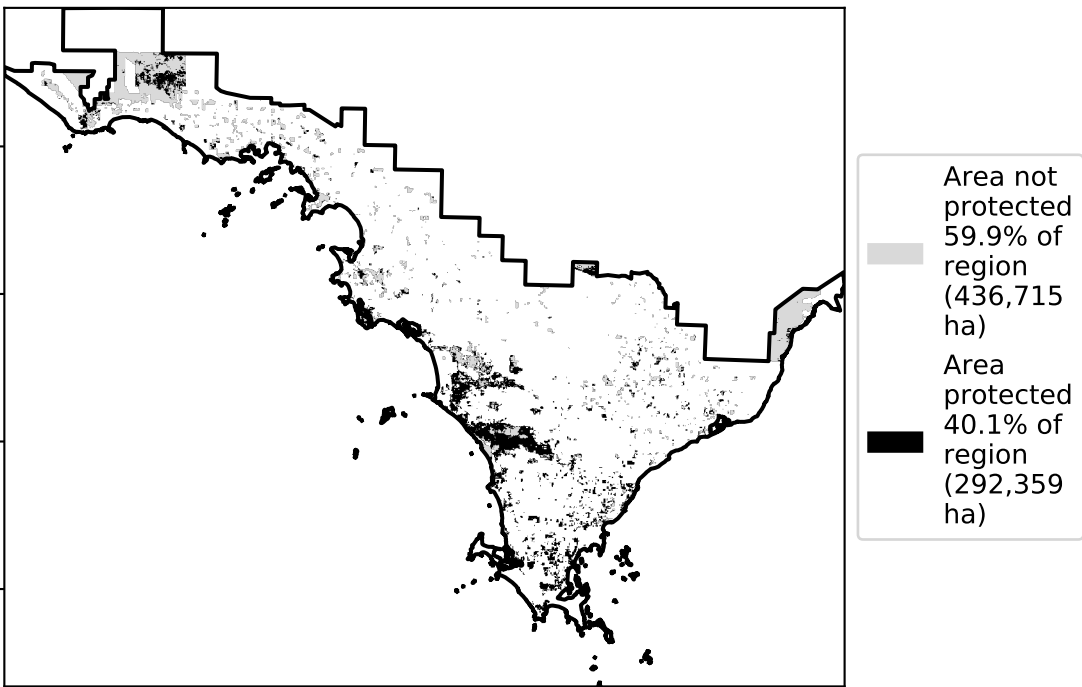 Area not
protected
59.9% of
region
(436,715
ha)
Area
protected
40.1% of
region
(292,359
ha)